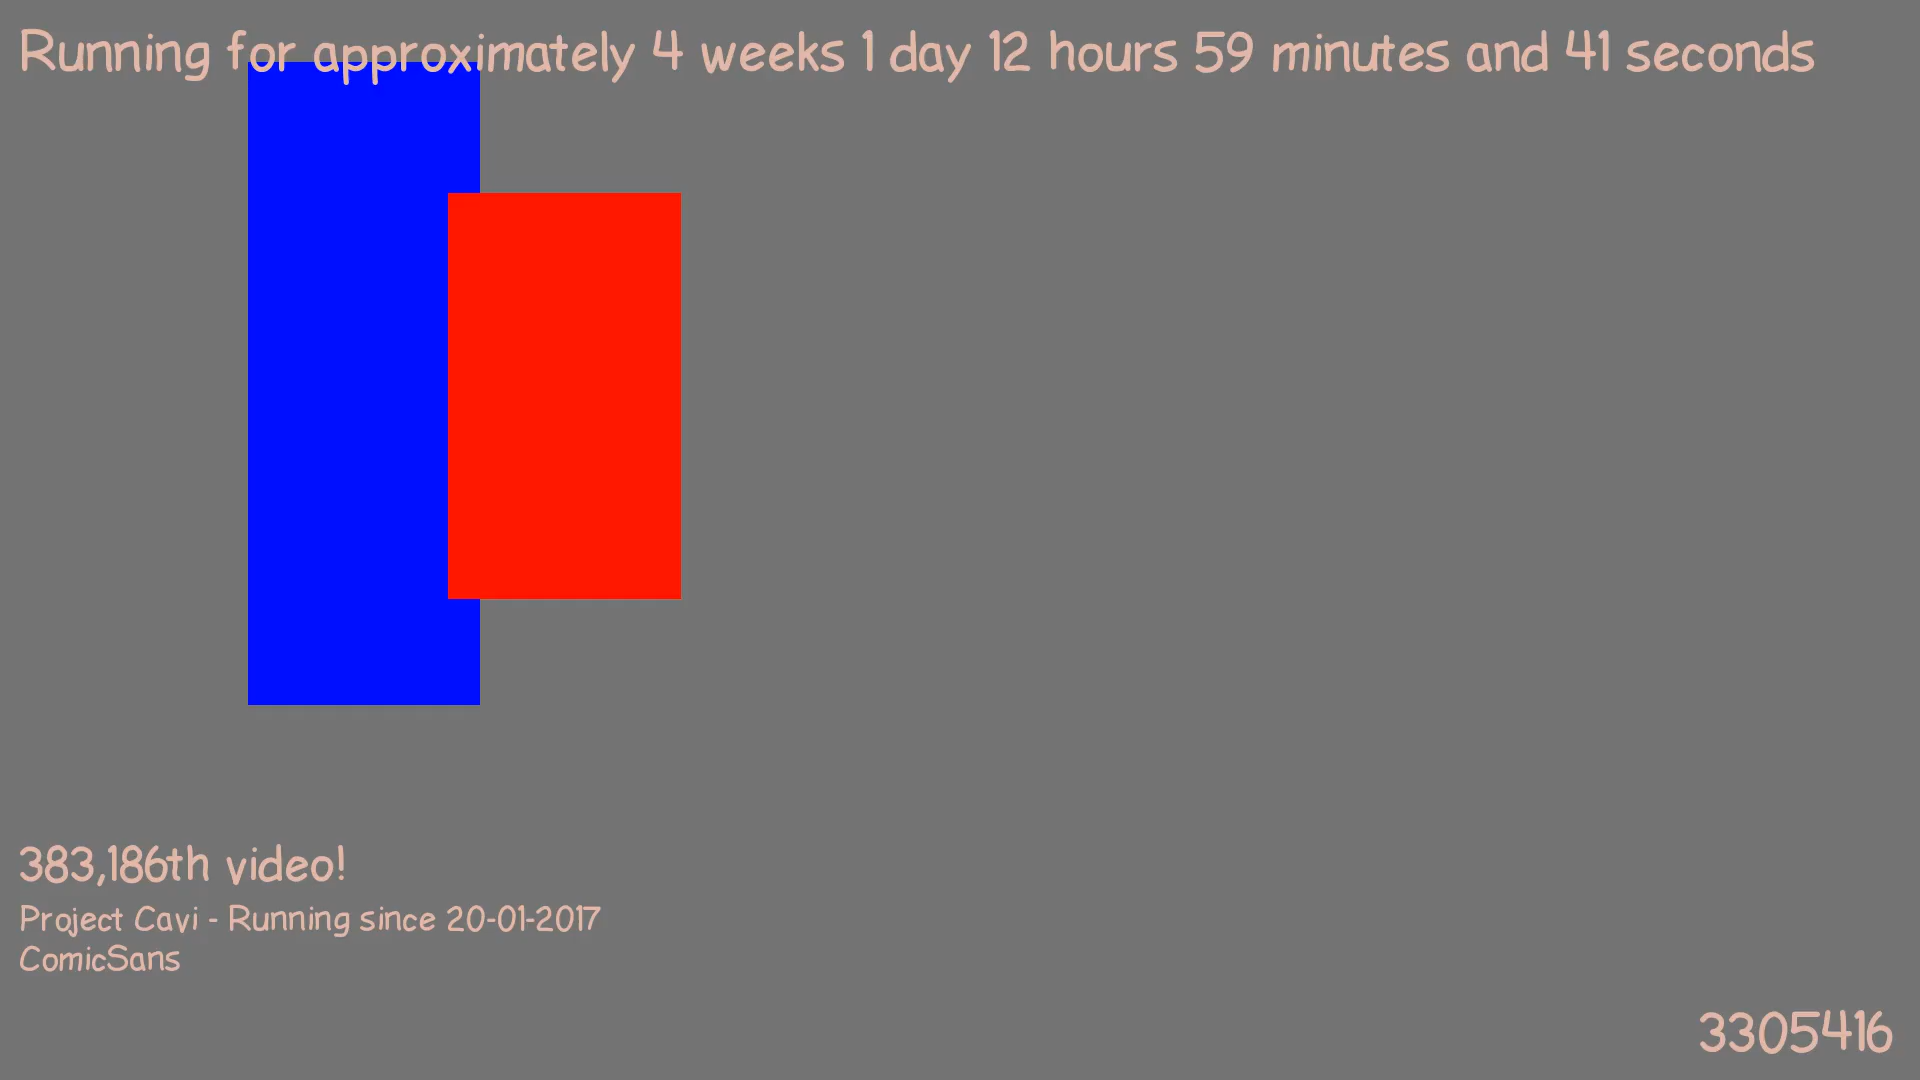 Running for approximately 4 weeks 1 day 12 hours 59 minutes and 41 seconds
383,186th video!
Project Cavi - Running since 20-01-2017
ComicSans
3305416